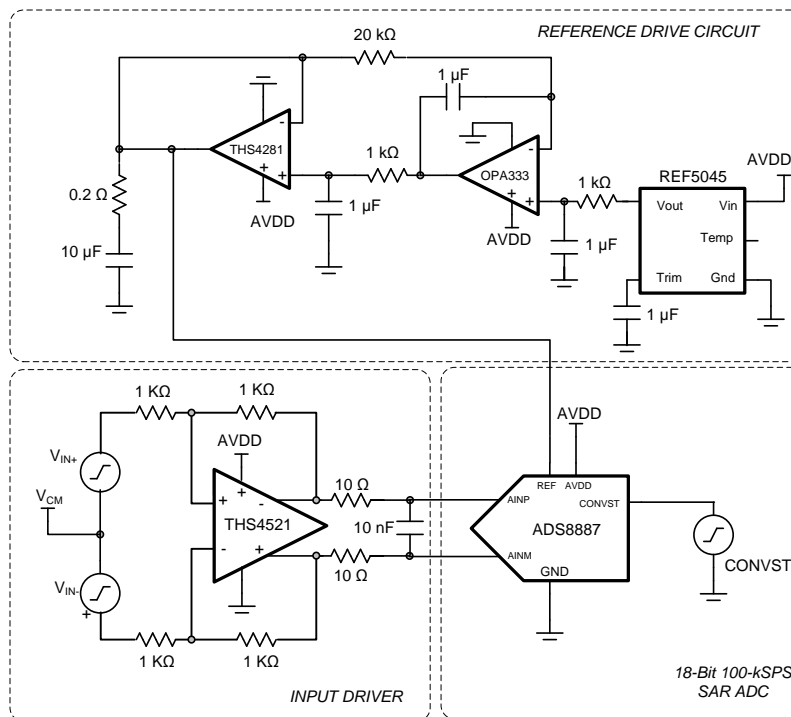 REFERENCE DRIVE CIRCUIT
20 kΩ
1 µF
-
THS4281
+
+
AVDD
1 kΩ
1 µF
-
OPA333
+
+
AVDD
1 kΩ
1 µF
REF5045
AVDD
Vout
Vin
Temp
Trim
Gnd
1 µF
0.2 Ω
10 µF
1 KΩ
1 KΩ
VIN+
VCM
VIN-
+
AVDD
+
+
-
THS4521
-
+
10 Ω
10 nF
10 Ω
1 KΩ
1 KΩ
INPUT DRIVER
AVDD
REF
AVDD
AINP
CONVST
ADS8887
AINM
GND
CONVST
18-Bit 100-kSPS
SAR ADC